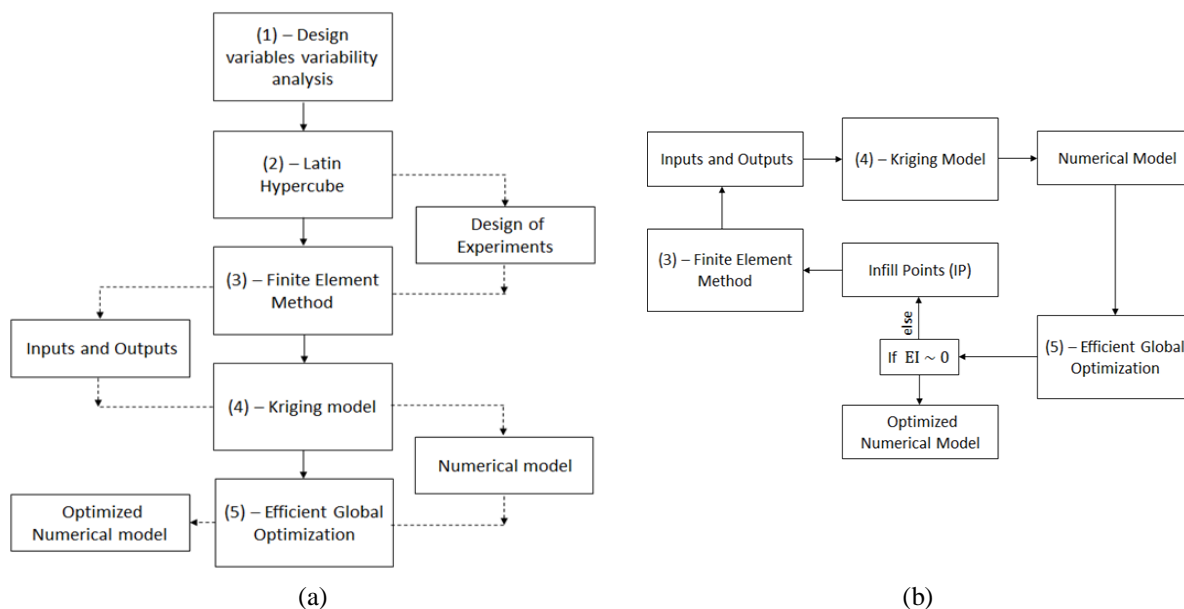 (1) – Design
variables variability
analysis
(2) – Latin
Hypercube
Design of
Experiments
(3) – Finite Element
Method
Inputs and Outputs
(4) – Kriging model
Numerical model
Optimized
Numerical model
(5) – Efficient Global
Optimization
(a)
Inputs and Outputs
(4) – Kriging Model
Numerical Model
(3) – Finite Element
Method
Infill Points (IP)
else
If EI ~ 0
(5) – Efficient Global
Optimization
Optimized
Numerical Model
(b)